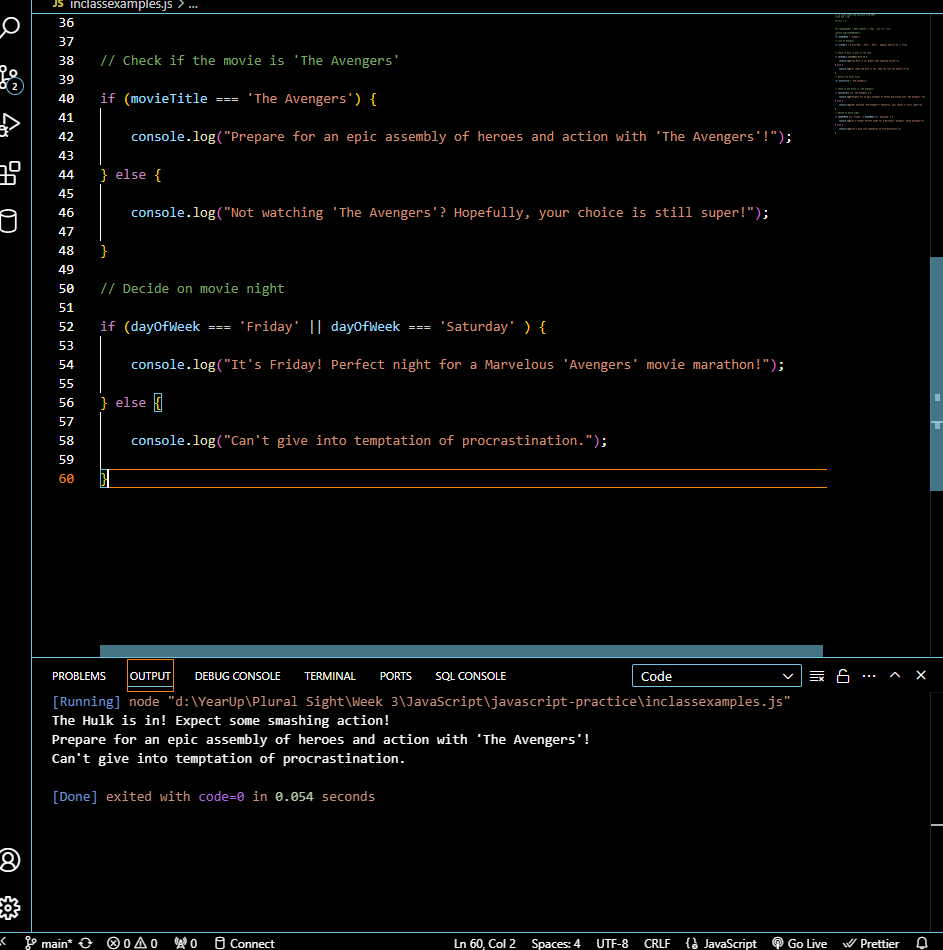 JS inclassexamples.js > ...
36
37
38 // Check if the movie is 'The Avengers'
39
40 if (movieTitle === 'The Avengers') {
41
42 console.log("Prepare for an epic assembly of heroes and action with 'The Avengers'!");
43
44 } else {
45
46 console.log("Not watching 'The Avengers'? Hopefully, your choice is still super!");
47
48 }
49
50 // Decide on movie night
51
52 if (dayOfWeek === 'Friday' || dayOfWeek === 'Saturday' ) {
53
54 console.log("It's Friday! Perfect night for a Marvelous 'Avengers' movie marathon!");
55
56 } else {
57
58 console.log("Can't give into temptation of procrastination.");
59
60 }
2
PROBLEMS OUTPUT DEBUG CONSOLE TERMINAL PORTS SQL CONSOLE Code
[Running] node "d:\YearUp\Plural Sight\Week 3\JavaScript\javascript-practice\inclassexamples.js"
The Hulk is in! Expect some smashing action!
Prepare for an epic assembly of heroes and action with 'The Avengers'!
Can't give into temptation of procrastination.
[Done] exited with code=0 in 0.054 seconds
main* 0 0 0 Connect Ln 60, Col 2 Spaces: 4 UTF-8 CRLF {} JavaScript Go Live Prettier